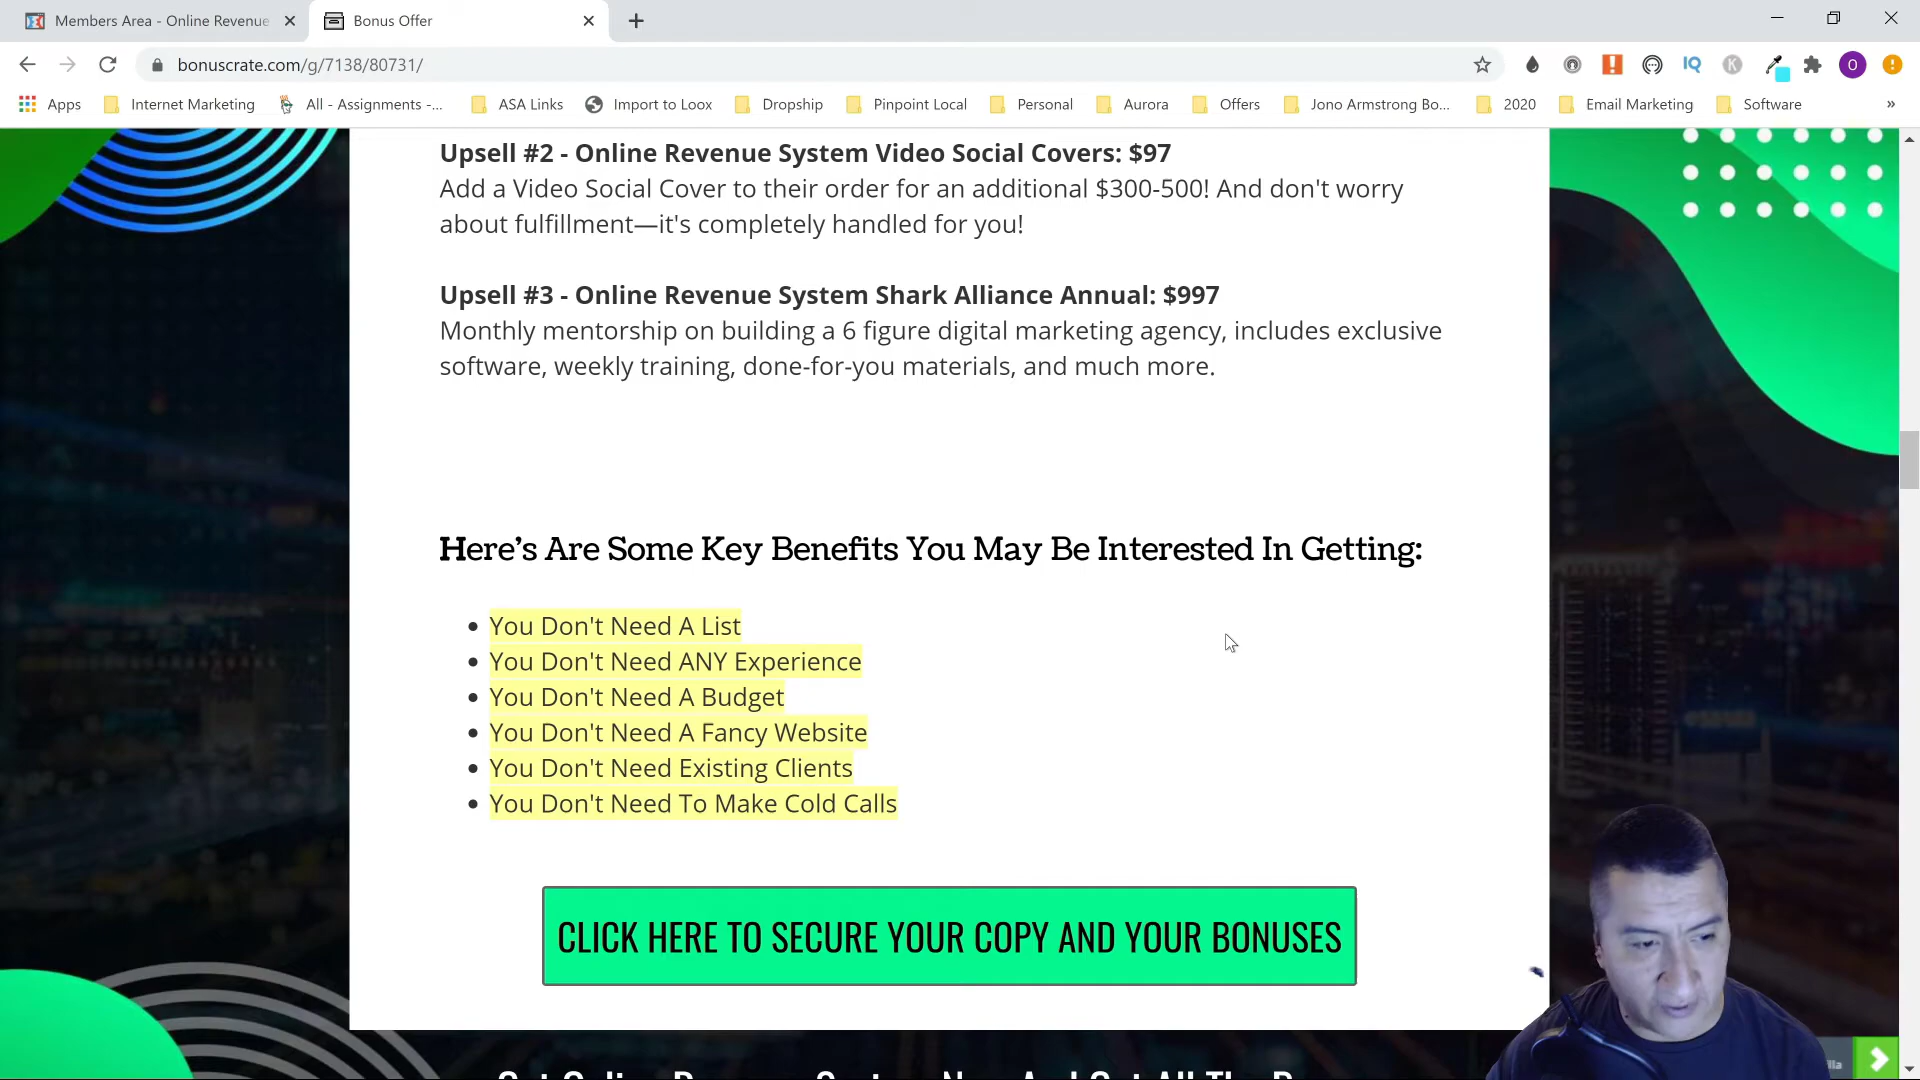 Members Area - Online Revenue
Bonus Offer
bonuscrate.com/g/7138/80731/
IQ
K
O
Apps
Internet Marketing
All - Assignments -...
ASA Links
Import to Loox
Dropship
Pinpoint Local
Personal
Aurora
Offers
Jono Armstrong Bo...
2020
Email Marketing
Software
»
Upsell #2 - Online Revenue System Video Social Covers: $97
Add a Video Social Cover to their order for an additional $300-500! And don't worry
about fulfillment—it's completely handled for you!
Upsell #3 - Online Revenue System Shark Alliance Annual: $997
Monthly mentorship on building a 6 figure digital marketing agency, includes exclusive
software, weekly training, done-for-you materials, and much more.
Here’s Are Some Key Benefits You May Be Interested In Getting:
You Don't Need A List
You Don't Need ANY Experience
You Don't Need A Budget
You Don't Need A Fancy Website
You Don't Need Existing Clients
You Don't Need To Make Cold Calls
CLICK HERE TO SECURE YOUR COPY AND YOUR BONUSES